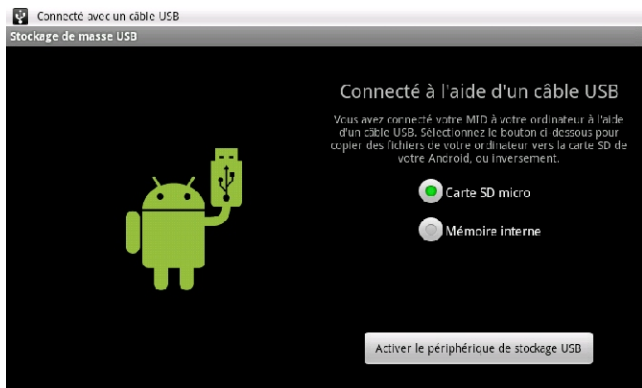 Connecté avec un câble USB
Stockage de masse USB
Connecté à l'aide d'un câble USB
Vous avez connecté votre MID à votre ordinateur à l'aide
d'un câble USB. Sélectionnez le bouton ci-dessous pour
copier des fichiers de votre ordinateur vers la carte SD de
votre Android, ou inversement.
Carte SD micro
Mémoire interne
Activer le périphérique de stockage USB